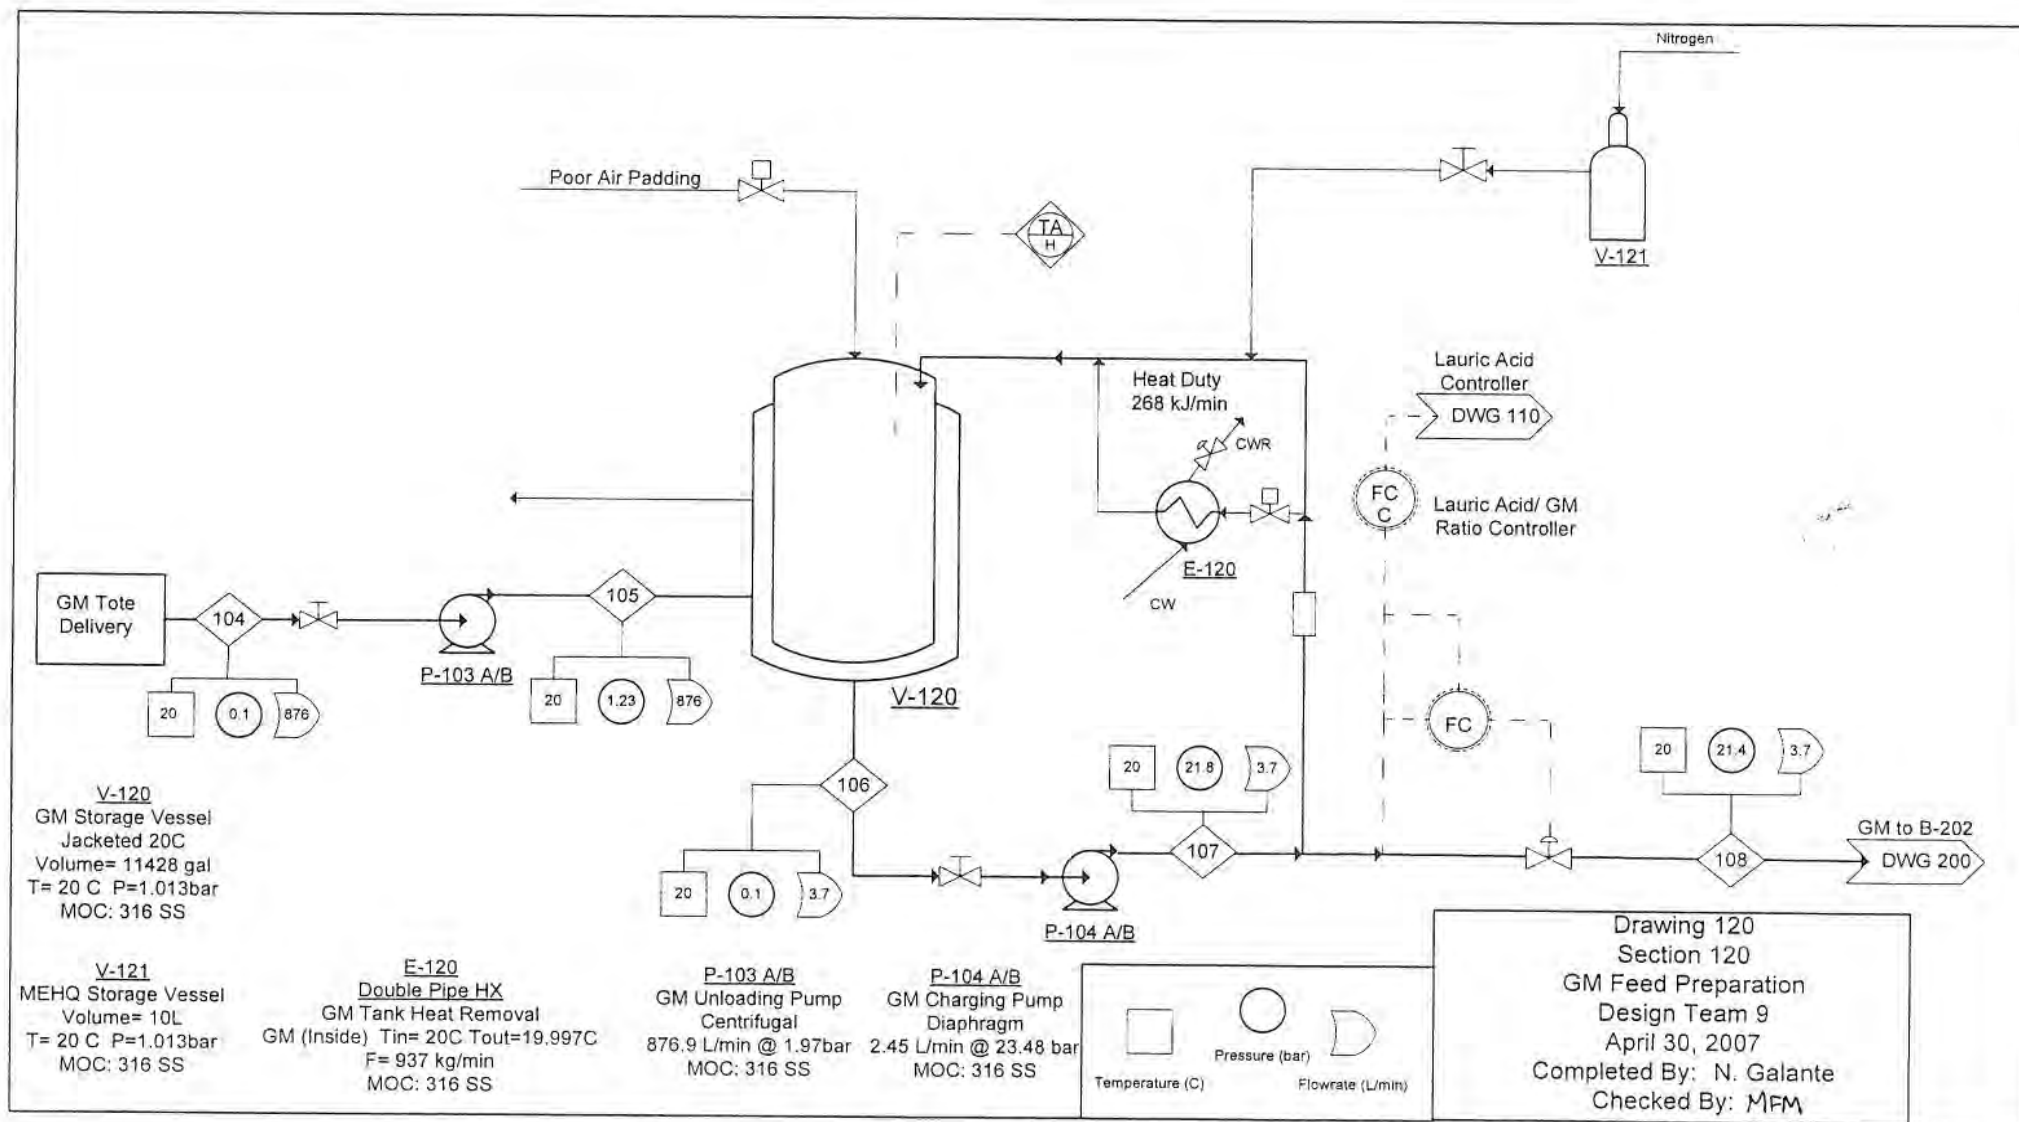 Nitrogen
Poor Air Padding
TA
H
V-121
Heat Duty
268 kJ/min
CWR
E-120
CW
Lauric Acid
Controller
DWG 110
FC
C
Lauric Acid/ GM
Ratio Controller
GM Tote
Delivery
104
20
0.1
876
P-103 A/B
105
20
1.23
876
V-120
106
20
0.1
3.7
P-104 A/B
107
20
21.8
3.7
FC
108
20
21.4
3.7
GM to B-202
DWG 200
V-120
GM Storage Vessel
Jacketed 20C
Volume= 11428 gal
T= 20 C P=1.013bar
MOC: 316 SS
V-121
MEHQ Storage Vessel
Volume= 10L
T= 20 C P=1.013bar
MOC: 316 SS
E-120
Double Pipe HX
GM Tank Heat Removal
GM (Inside) Tin= 20C Tout=19.997C
F= 937 kg/min
MOC: 316 SS
P-103 A/B
GM Unloading Pump
Centrifugal
876.9 L/min @ 1.97bar
MOC: 316 SS
P-104 A/B
GM Charging Pump
Diaphragm
2.45 L/min @ 23.48 bar
MOC: 316 SS
Temperature (C)
Pressure (bar)
Flowrate (L/min)
Drawing 120
Section 120
GM Feed Preparation
Design Team 9
April 30, 2007
Completed By: N. Galante
Checked By: MFM